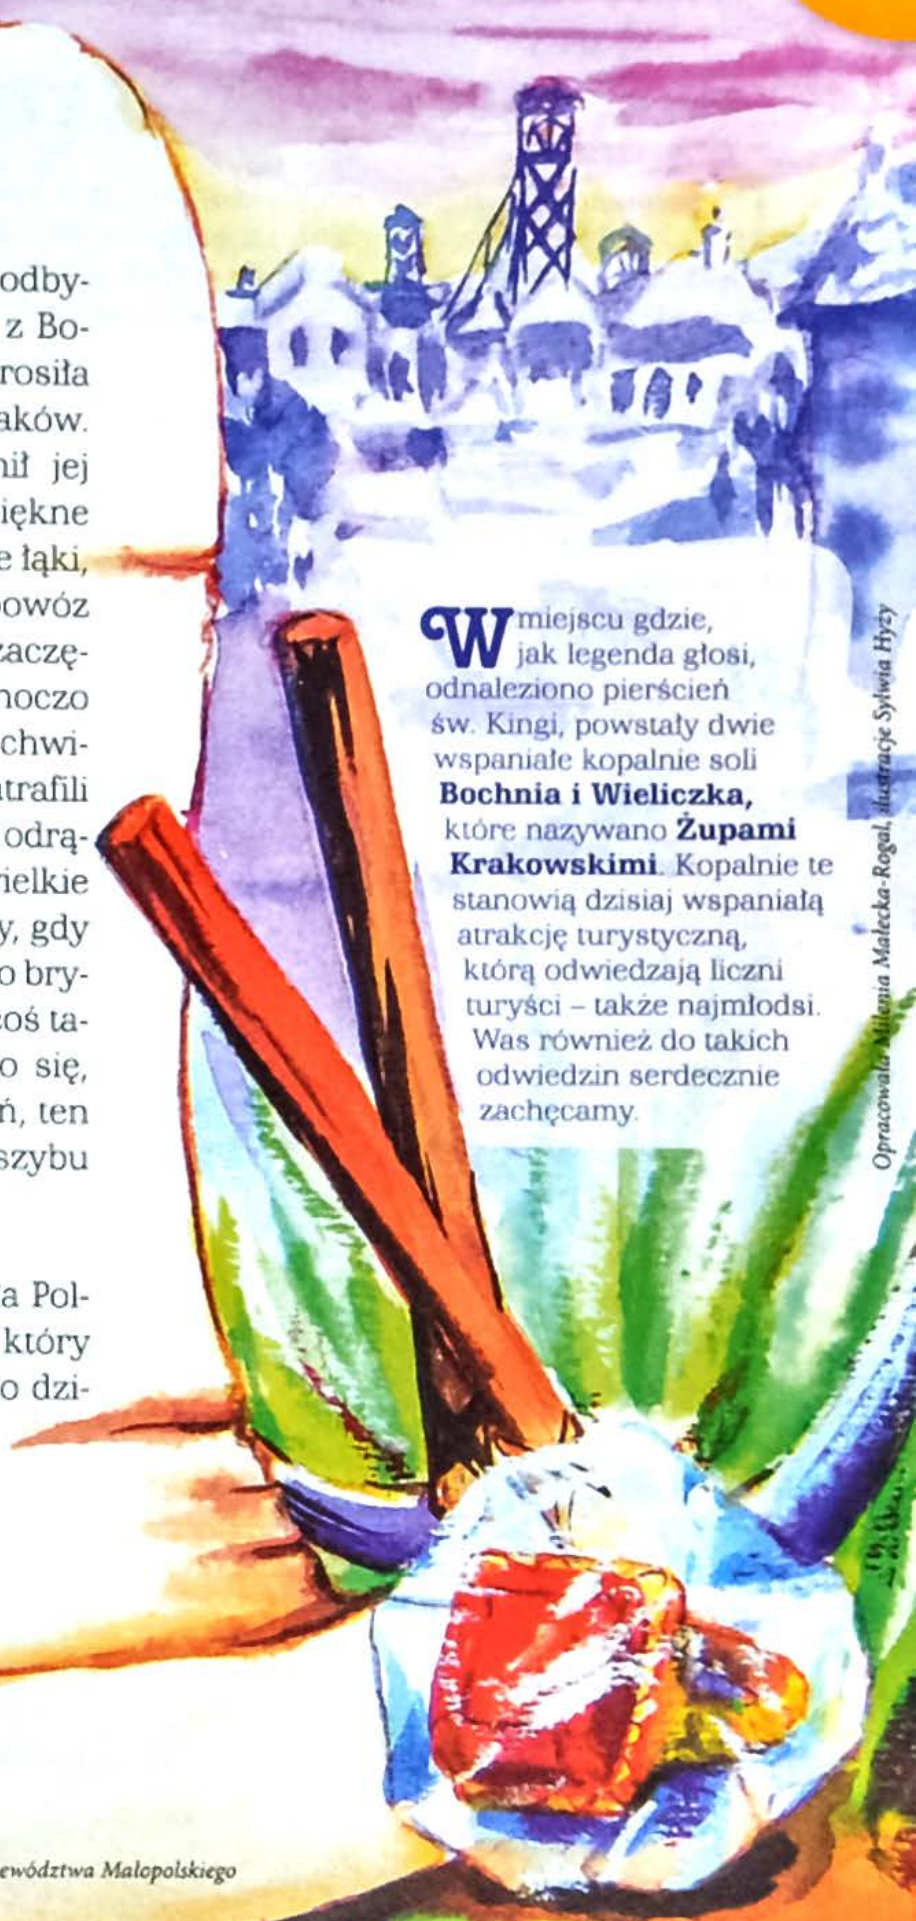 odby-
z Bo-
rosiła
aków.
nił jej
iękne
e łąki,
powóz
zaczę-
noczo
chwi-
trafili
odrą-
ielkie
y, gdy
o bry-
coś ta-
o się,
ń, ten
szybu
a Pol-
który
o dzi-
W miejscu gdzie,
jak legenda głosi,
odnaleziono pierścień
św. Kingi, powstały dwie
wspaniałe kopalnie soli
Bochnia i Wieliczka,
które nazywano Żupami
Krakowskimi. Kopalnie te
stanowią dzisiaj wspaniałą
atrakcję turystyczną,
którą odwiedzają liczni
turyści – także najmłodsi.
Was również do takich
odwiedzin serdecznie
zachęcamy.
Opracowała Milenia Małecka-Rogal, ilustracje Sylwia Hyży
ewództwa Małopolskiego